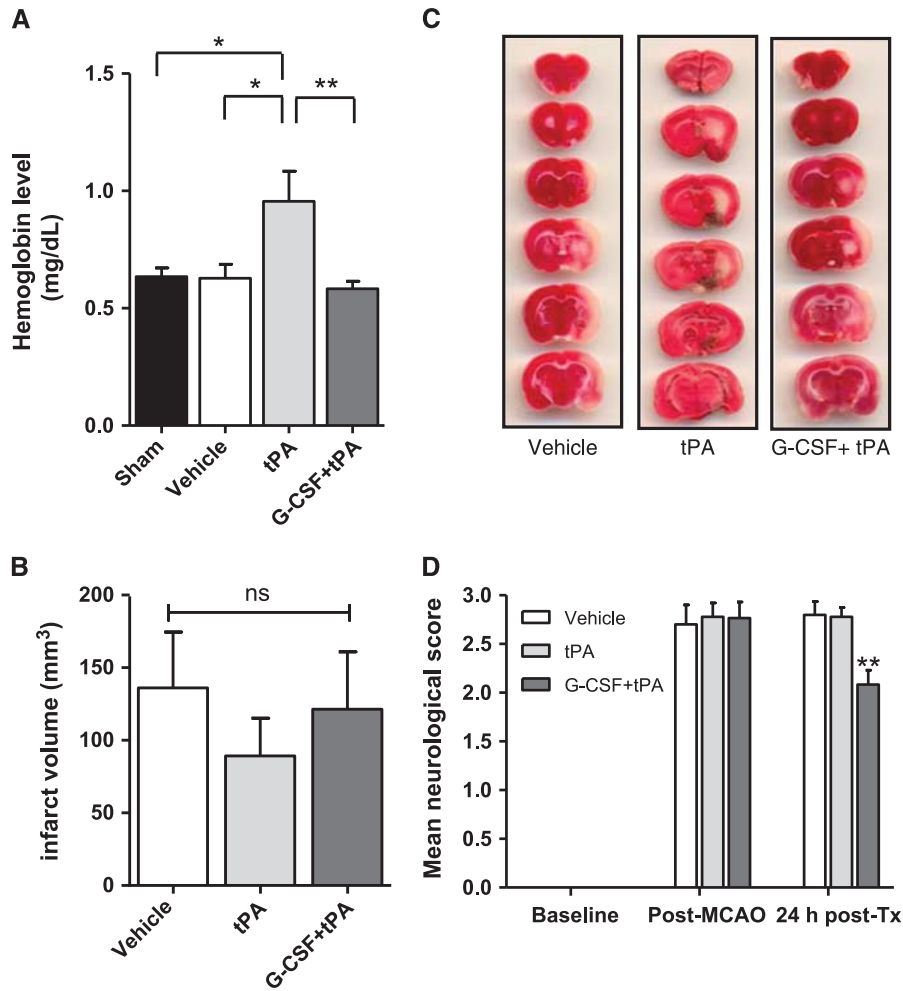 A
Hemoglobin level
(mg/dL)
1.5
1.0
0.5
0.0
*
*
**
Sham
Vehicle
tPA
G-CSF+tPA
C
Vehicle
tPA
G-CSF+ tPA
B
infarct volume (mm³)
200
150
100
50
0
ns
Vehicle
tPA
G-CSF+tPA
D
Mean neurological score
3.0
2.5
2.0
1.5
1.0
0.5
0.0
Vehicle
tPA
G-CSF+tPA
**
Baseline
Post-MCAO
24 h post-Tx